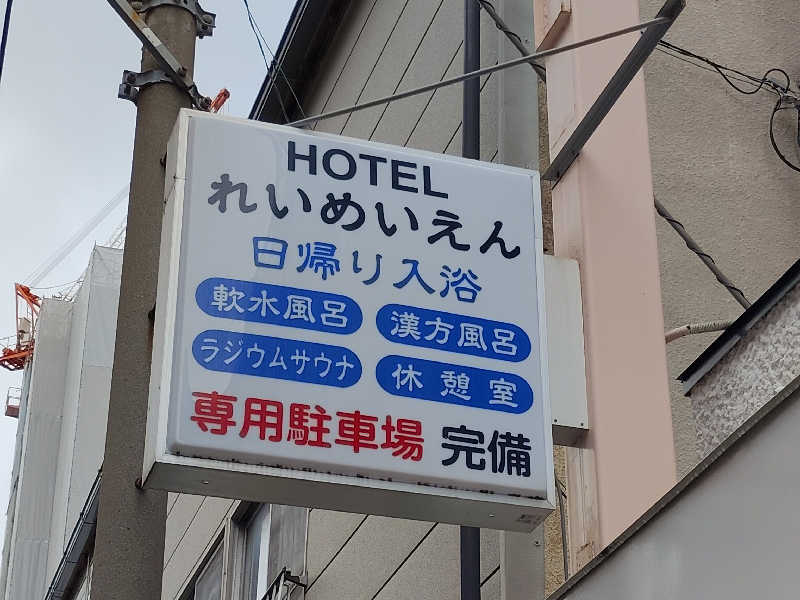 HOTEL
れいめいえん
日帰り入浴
軟水風呂 漢方風呂
ラジウムサウナ 休憩室
専用駐車場 完備